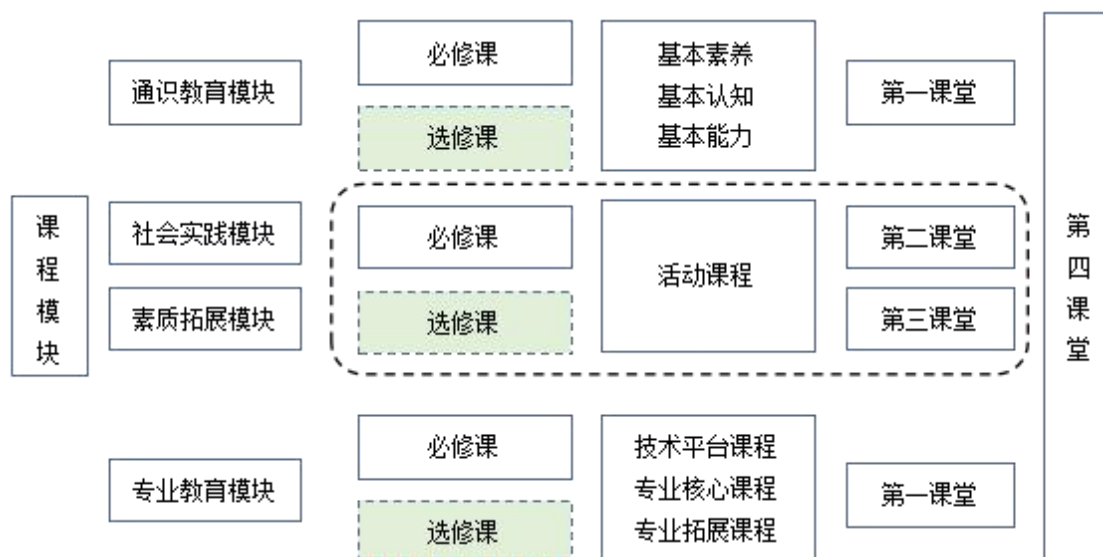 课程模块
通识教育模块
必修课
选修课
基本素养
基本认知
基本能力
第一课堂
社会实践模块
素质拓展模块
必修课
选修课
活动课程
第二课堂
第三课堂
专业教育模块
必修课
选修课
技术平台课程
专业核心课程
专业拓展课程
第一课堂
第四课堂